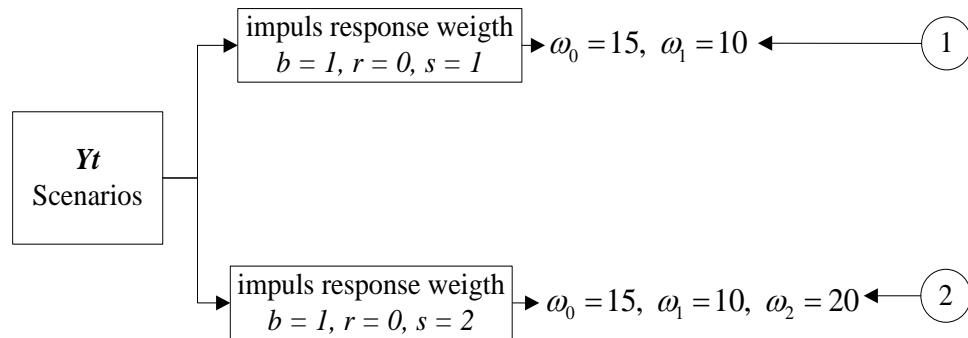 impuls response weigth
b = 1, r = 0, s = 1
ω₀ = 15, ω₁ = 10
1
Yt
Scenarios
impuls response weigth
b = 1, r = 0, s = 2
ω₀ = 15, ω₁ = 10, ω₂ = 20
2